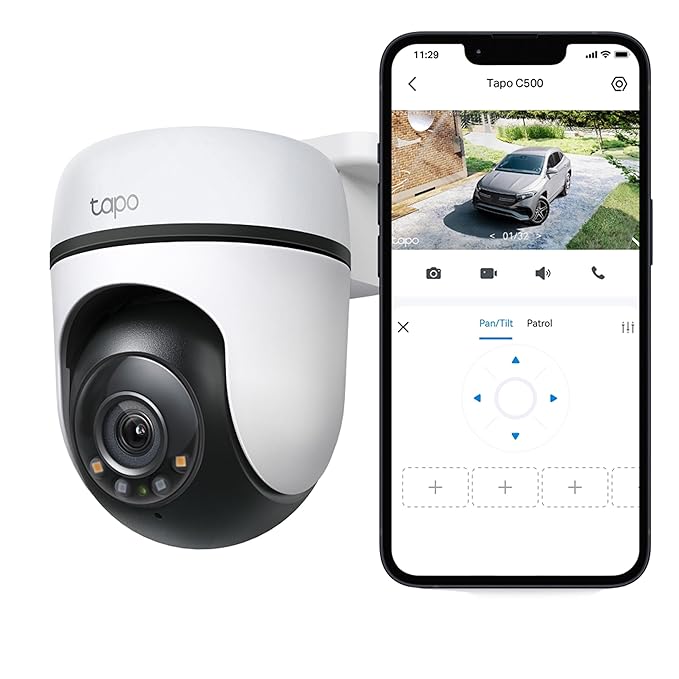 tapo
11:29
Tapo C500
tapo
< 01/32 >
Pan/Tilt
Patrol